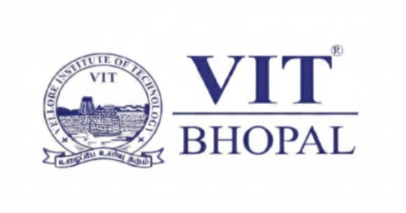 VELLORE INSTITUTE OF TECHNOLOGY
VIT
VIT®
BHOPAL